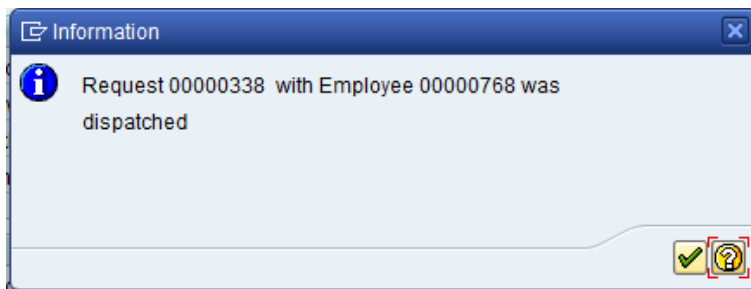 Information
Request 00000338 with Employee 00000768 was
dispatched